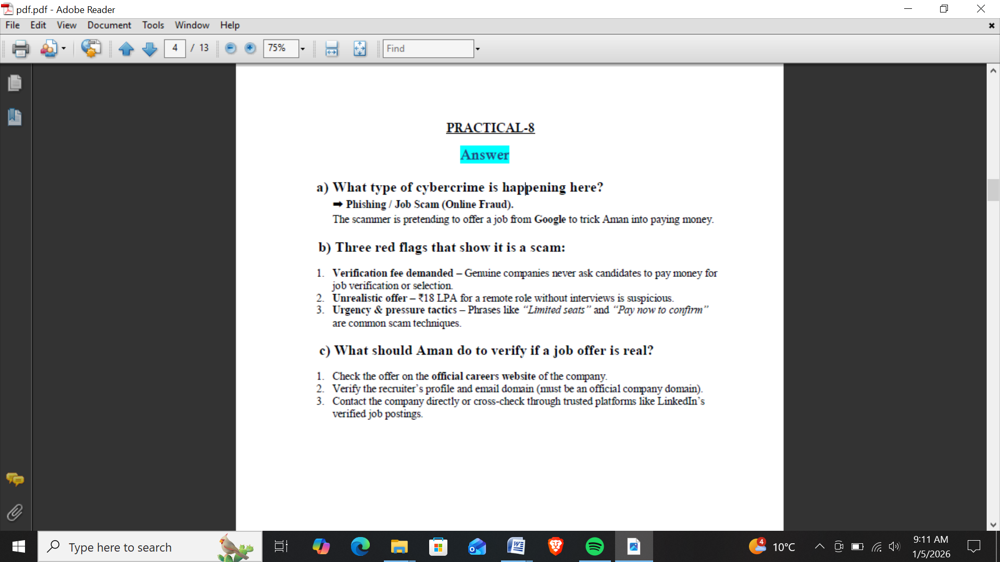 pdf.pdf - Adobe Reader
File Edit View Document Tools Window Help
4 / 13 75% Find
PRACTICAL-8
Answer
a) What type of cybercrime is happening here?
➡ Phishing / Job Scam (Online Fraud).
The scammer is pretending to offer a job from Google to trick Aman into paying money.
b) Three red flags that show it is a scam:
1. Verification fee demanded – Genuine companies never ask candidates to pay money for
job verification or selection.
2. Unrealistic offer – ₹18 LPA for a remote role without interviews is suspicious.
3. Urgency & pressure tactics – Phrases like “Limited seats” and “Pay now to confirm”
are common scam techniques.
c) What should Aman do to verify if a job offer is real?
1. Check the offer on the official careers website of the company.
2. Verify the recruiter’s profile and email domain (must be an official company domain).
3. Contact the company directly or cross-check through trusted platforms like LinkedIn’s
verified job postings.
Type here to search
4 10°C
9:11 AM
1/5/2026